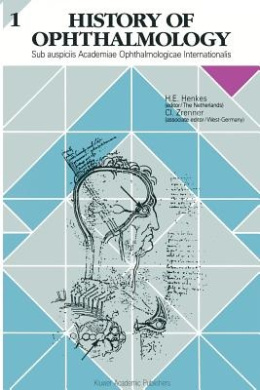 1
HISTORY OF
OPHTHALMOLOGY
Sub auspiciis Academiae Ophthalmologicae Internationalis
H.E. Henkes
(editor/The Netherlands)
Cl. Zrenner
(associate editor/West-Germany)
Kluwer Academic Publishers